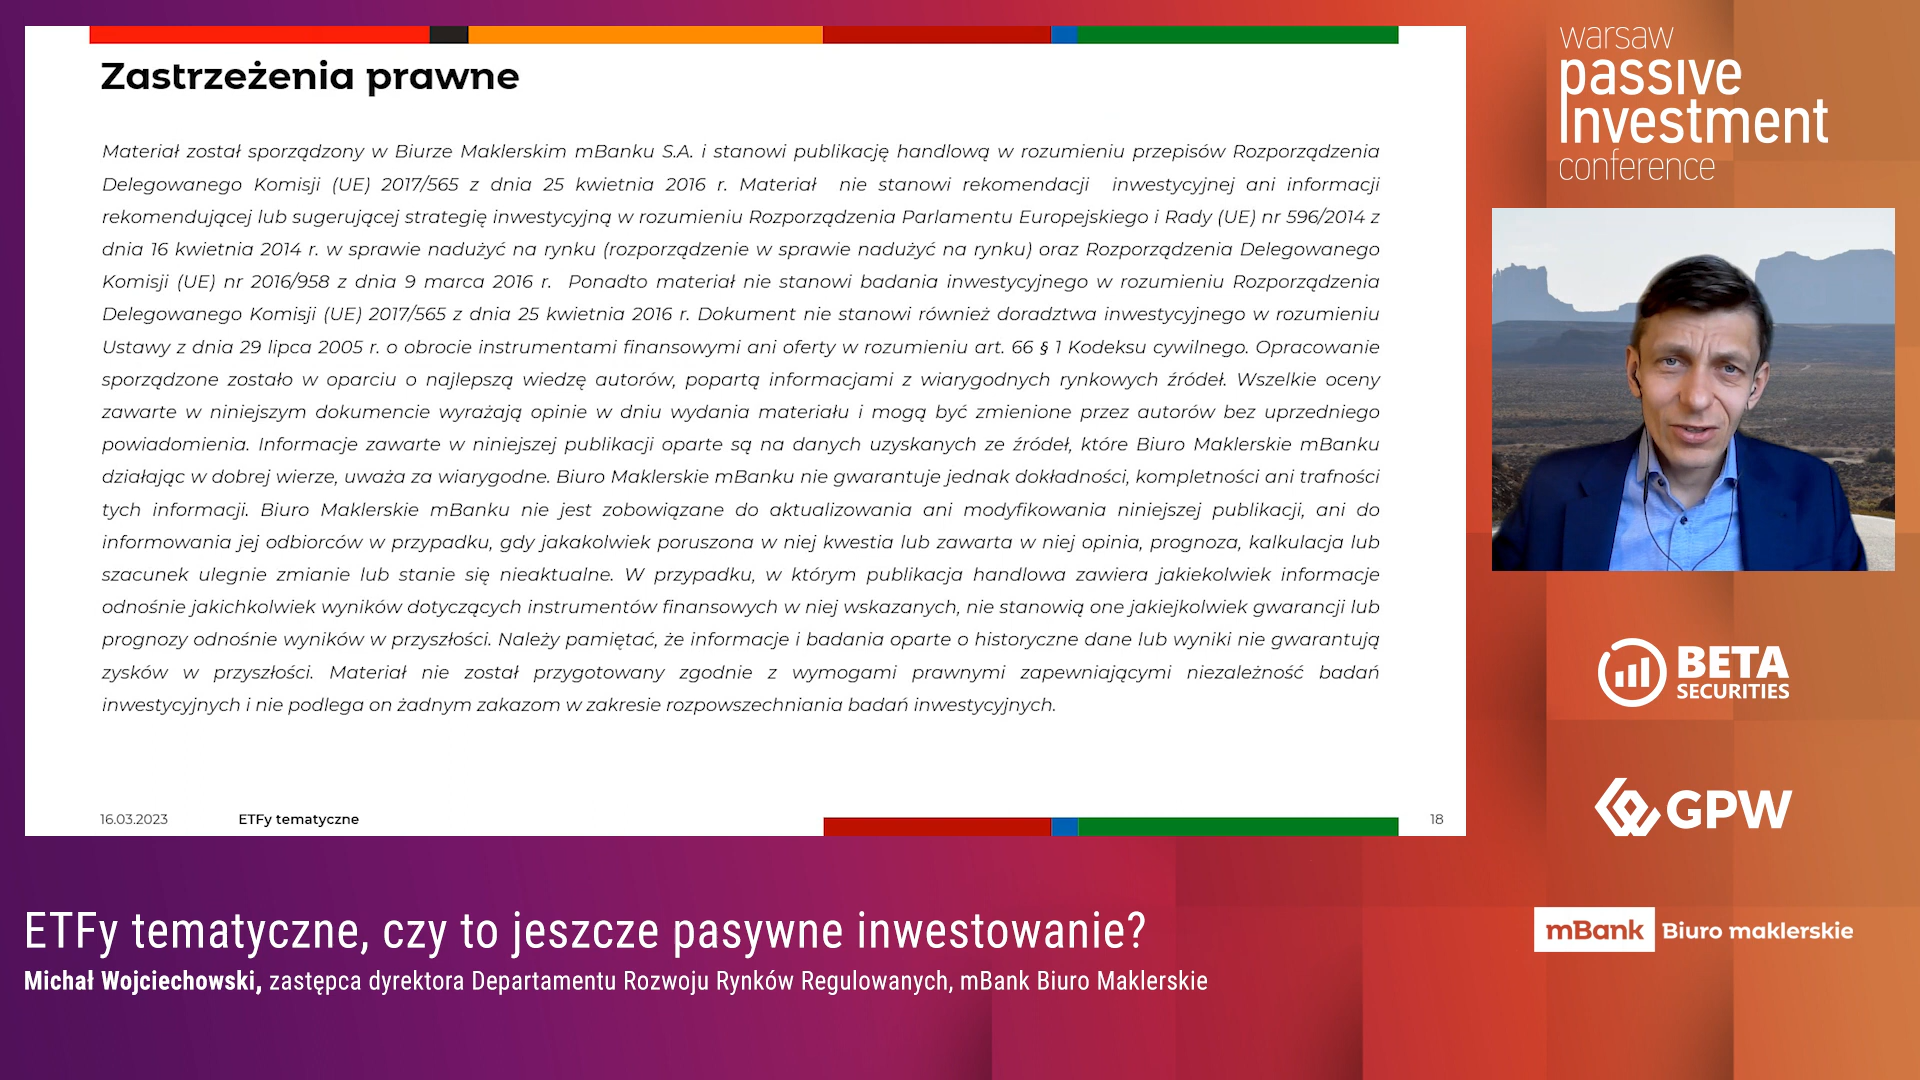 Zastrzeżenia prawne
Materiał został sporządzony w Biurze Maklerskim mBanku S.A. i stanowi publikację handlową w rozumieniu przepisów Rozporządzenia
Delegowanego Komisji (UE) 2017/565 z dnia 25 kwietnia 2016 r. Materiał nie stanowi rekomendacji inwestycyjnej ani informacji
rekomendującej lub sugerującej strategię inwestycyjną w rozumieniu Rozporządzenia Parlamentu Europejskiego i Rady (UE) nr 596/2014 z
dnia 16 kwietnia 2014 r. w sprawie nadużyć na rynku (rozporządzenie w sprawie nadużyć na rynku) oraz Rozporządzenia Delegowanego
Komisji (UE) nr 2016/958 z dnia 9 marca 2016 r. Ponadto materiał nie stanowi badania inwestycyjnego w rozumieniu Rozporządzenia
Delegowanego Komisji (UE) 2017/565 z dnia 25 kwietnia 2016 r. Dokument nie stanowi również doradztwa inwestycyjnego w rozumieniu
Ustawy z dnia 29 lipca 2005 r. o obrocie instrumentami finansowymi ani oferty w rozumieniu art. 66 § 1 Kodeksu cywilnego. Opracowanie
sporządzone zostało w oparciu o najlepszą wiedzę autorów, popartą informacjami z wiarygodnych rynkowych źródeł. Wszelkie oceny
zawarte w niniejszym dokumencie wyrażają opinie w dniu wydania materiału i mogą być zmienione przez autorów bez uprzedniego
powiadomienia. Informacje zawarte w niniejszej publikacji oparte są na danych uzyskanych ze źródeł, które Biuro Maklerskie mBanku
działając w dobrej wierze, uważa za wiarygodne. Biuro Maklerskie mBanku nie gwarantuje jednak dokładności, kompletności ani trafności
tych informacji. Biuro Maklerskie mBanku nie jest zobowiązane do aktualizowania ani modyfikowania niniejszej publikacji, ani do
informowania jej odbiorców w przypadku, gdy jakakolwiek poruszona w niej kwestia lub zawarta w niej opinia, prognoza, kalkulacja lub
szacunek ulegnie zmianie lub stanie się nieaktualne. W przypadku, w którym publikacja handlowa zawiera jakiekolwiek informacje
odnośnie jakichkolwiek wyników dotyczących instrumentów finansowych w niej wskazanych, nie stanowią one jakiejkolwiek gwarancji lub
prognozy odnośnie wyników w przyszłości. Należy pamiętać, że informacje i badania oparte o historyczne dane lub wyniki nie gwarantują
zysków w przyszłości. Materiał nie został przygotowany zgodnie z wymogami prawnymi zapewniającymi niezależność badań
inwestycyjnych i nie podlega on żadnym zakazom w zakresie rozpowszechniania badań inwestycyjnych.
16.03.2023 ETFy tematyczne 18
warsaw
passive
Investment
conference
BETA
SECURITIES
GPW
mBank Biuro maklerskie
ETFy tematyczne, czy to jeszcze pasywne inwestowanie?
Michał Wojciechowski, zastępca dyrektora Departamentu Rozwoju Rynków Regulowanych, mBank Biuro Maklerskie